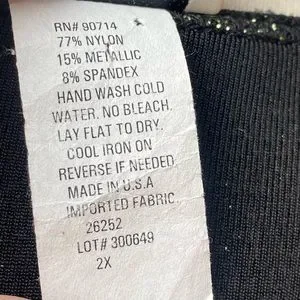 RN# 90714
77% NYLON
15% METALLIC
8% SPANDEX
HAND WASH COLD
WATER. NO BLEACH.
LAY FLAT TO DRY.
COOL IRON ON
REVERSE IF NEEDED.
MADE IN U.S.A
IMPORTED FABRIC.
26252
LOT# 300649
2X